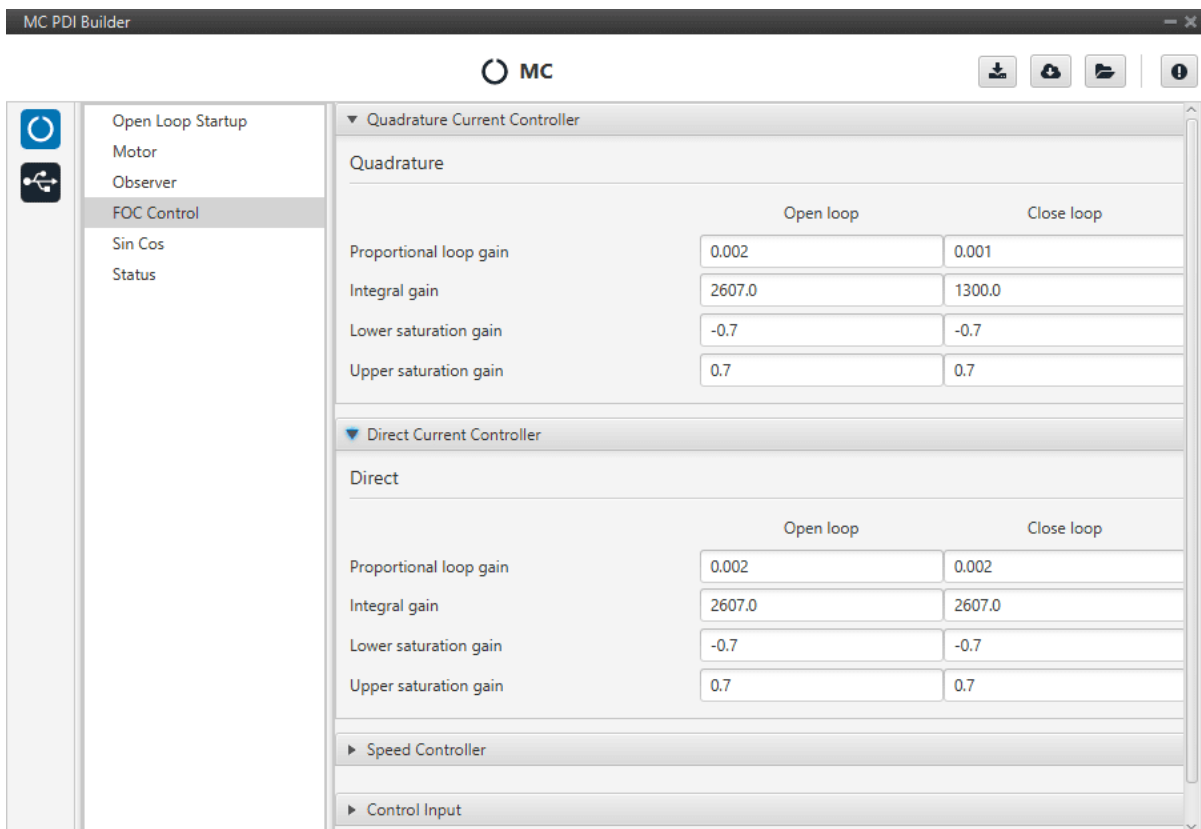 MC PDI Builder
MC
Open Loop Startup
Motor
Observer
FOC Control
Sin Cos
Status
Quadrature Current Controller
Quadrature
Open loop Close loop
Proportional loop gain 0.002 0.001
Integral gain 2607.0 1300.0
Lower saturation gain -0.7 -0.7
Upper saturation gain 0.7 0.7
Direct Current Controller
Direct
Open loop Close loop
Proportional loop gain 0.002 0.002
Integral gain 2607.0 2607.0
Lower saturation gain -0.7 -0.7
Upper saturation gain 0.7 0.7
Speed Controller
Control Input